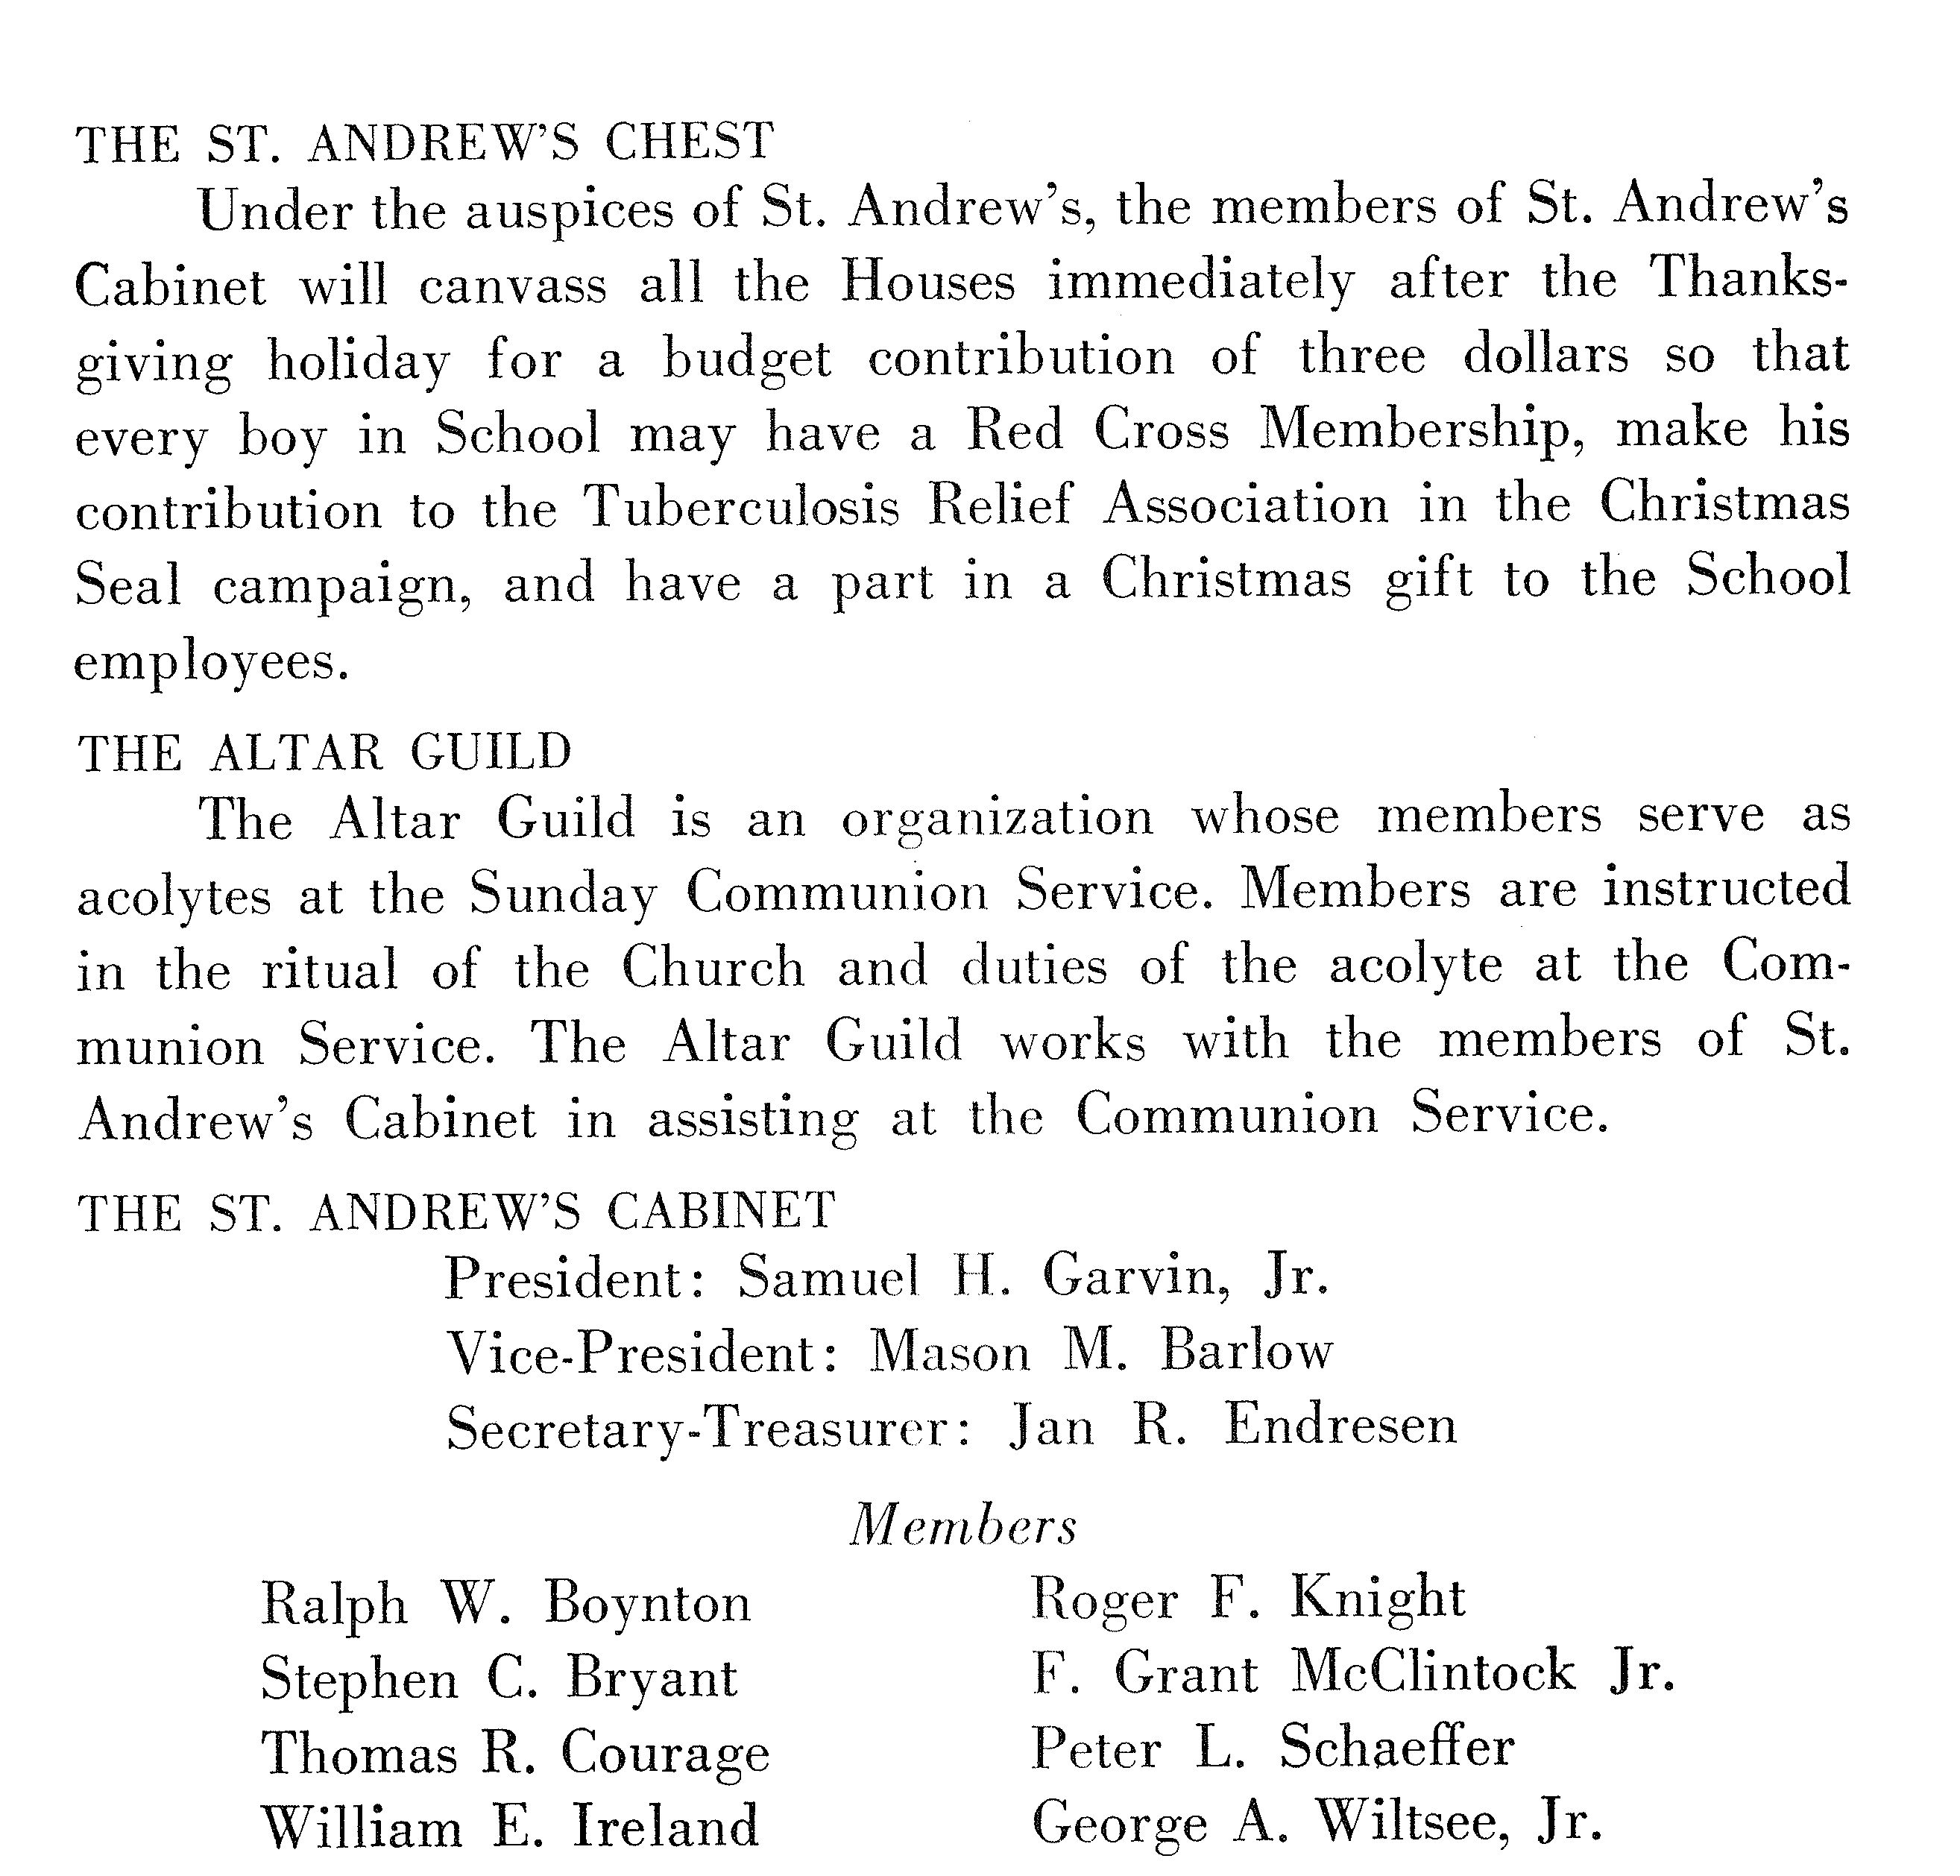 THE ST. ANDREW'S CHEST
Under the auspices of St. Andrew's, the members of St. Andrew's
Cabinet will canvass all the Houses immediately after the Thanks-
giving holiday for a budget contribution of three dollars so that
every boy in School may have a Red Cross Membership, make his
contribution to the Tuberculosis Relief Association in the Christmas
Seal campaign, and have a part in a Christmas gift to the School
employees.
THE ALTAR GUILD
The Altar Guild is an organization whose members serve as
acolytes at the Sunday Communion Service. Members are instructed
in the ritual of the Church and duties of the acolyte at the Com-
munion Service. The Altar Guild works with the members of St.
Andrew's Cabinet in assisting at the Communion Service.
THE ST. ANDREW'S CABINET
President: Samuel H. Garvin, Jr.
Vice-President: Mason M. Barlow
Secretary-Treasurer: Jan R. Endresen
Members
Ralph W. Boynton
Stephen C. Bryant
Thomas R. Courage
William E. Ireland
Roger F. Knight
F. Grant McClintock Jr.
Peter L. Schaeffer
George A. Wiltsee, Jr.